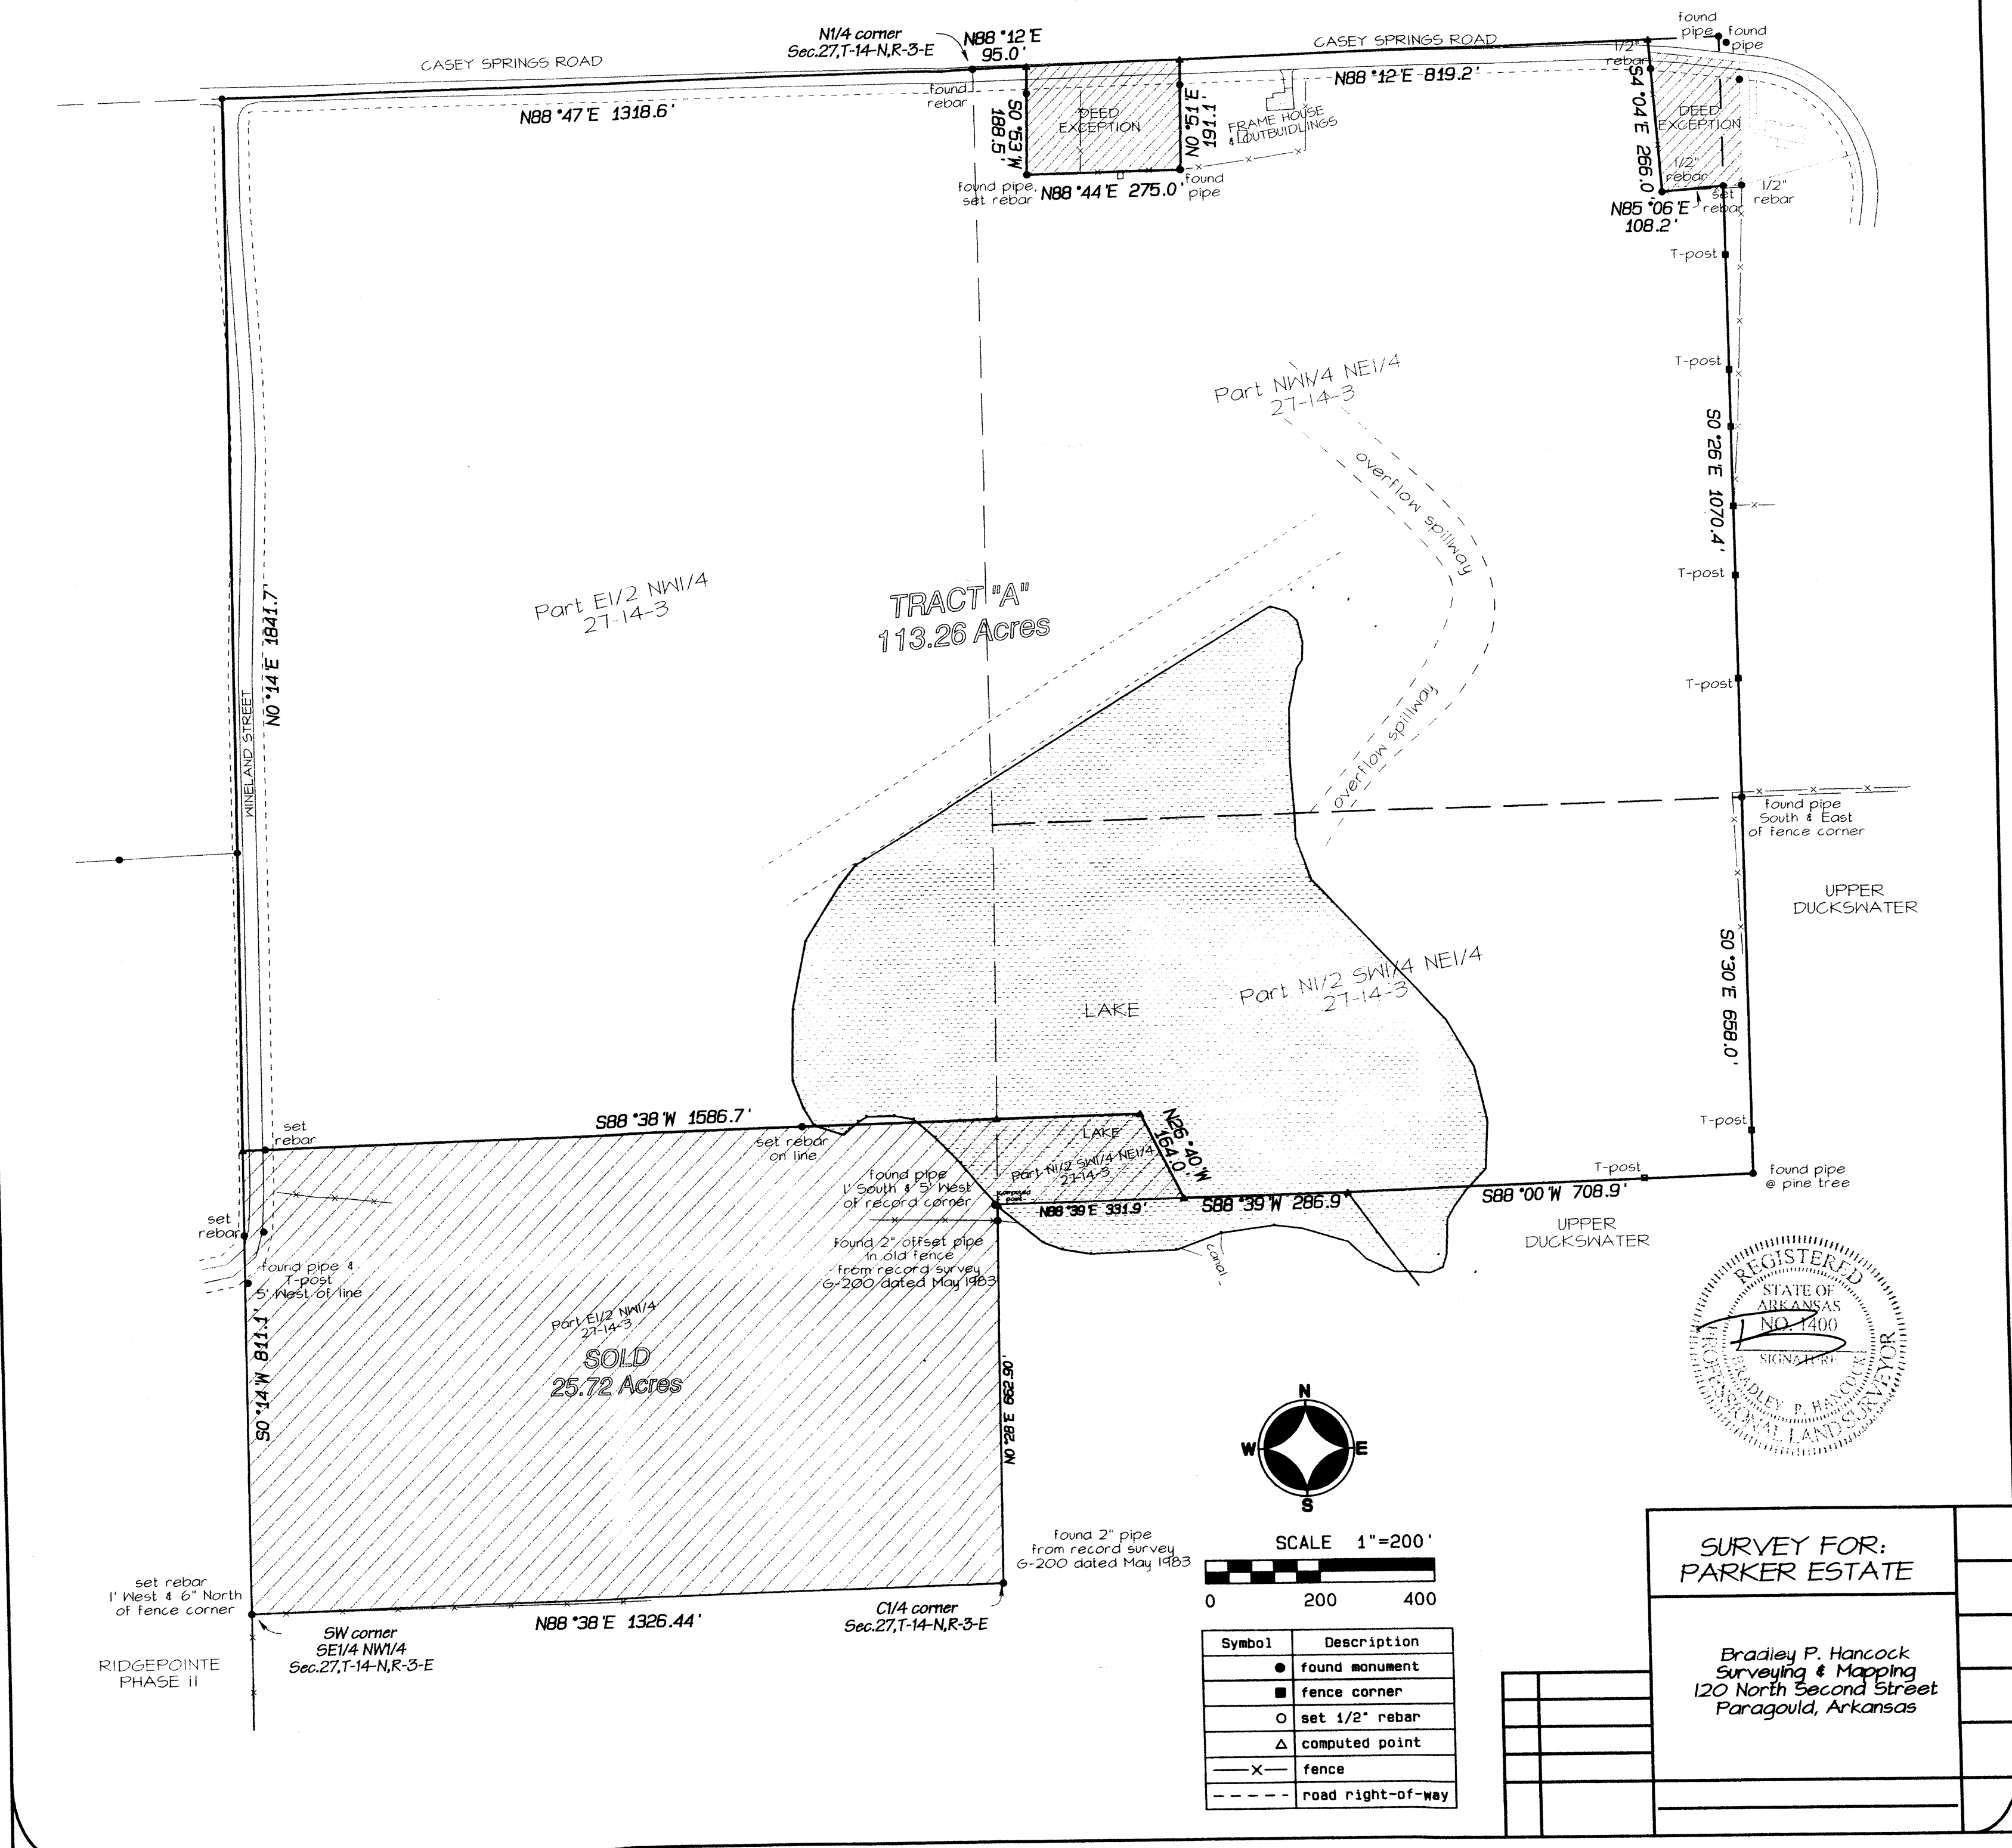 N1/4 corner
Sec.27,T-14-N,R-3-E
N88°12'E
95.0'
CASEY SPRINGS ROAD
CASEY SPRINGS ROAD
found
pipe
found
pipe
1/2"
rebar
N88°47'E 1318.6'
found
rebar
S0°53'W
188.5'
DEED
EXCEPTION
N0°51'E
191.1'
N88°12'E 819.2'
FRAME HOUSE
& OUTBUIDLINGS
S4°04'E 266.0'
DEED
EXCEPTION
1/2"
rebar
found pipe,
set rebar
N88°44'E 275.0'
found
pipe
N85°06'E
108.2'
set
rebar
1/2"
rebar
T-post
T-post
Part NW1/4 NE1/4
27-14-3
S0°26'E 1070.4'
overflow spillway
T-post
Part E1/2 NW1/4
27-14-3
TRACT "A"
113.26 Acres
N0°14'E 1841.7'
WINELAND STREET
T-post
overflow spillway
found pipe
South & East
of fence corner
UPPER
DUCKSWATER
S0°30'E 658.0'
Part N1/2 SW1/4 NE1/4
27-14-3
LAKE
S88°38'W 1586.7'
set
rebar
set rebar
on line
LAKE
N26°40'W
164.0'
Part N1/2 SW1/4 NE1/4
27-14-3
T-post
T-post
found pipe
@ pine tree
found pipe
1' South & 5' West
of record corner
computed
point
N88°39'E 331.9'
S88°39'W 286.9'
S88°00'W 708.9'
UPPER
DUCKSWATER
set
rebar
found 2" offset pipe
in old fence
from record survey
G-200 dated May 1983
canal
found pipe &
T-post
5' West of line
S0°14'W 811.1'
Part E1/2 NW1/4
27-14-3
SOLD
25.72 Acres
N0°28'E 662.90'
REGISTERED
STATE OF
ARKANSAS
NO. 1400
SIGNATURE
BRADLEY P. HANCOCK
PROFESSIONAL LAND SURVEYOR
N
W
E
S
found 2" pipe
from record survey
G-200 dated May 1983
SCALE 1"=200'
0 200 400
set rebar
1' West & 6" North
of fence corner
N88°38'E 1326.44'
C1/4 corner
Sec.27,T-14-N,R-3-E
SW corner
SE1/4 NW1/4
Sec.27,T-14-N,R-3-E
RIDGEPOINTE
PHASE II
Symbol Description
found monument
fence corner
set 1/2" rebar
computed point
fence
road right-of-way
SURVEY FOR:
PARKER ESTATE
Bradley P. Hancock
Surveying & Mapping
120 North Second Street
Paragould, Arkansas